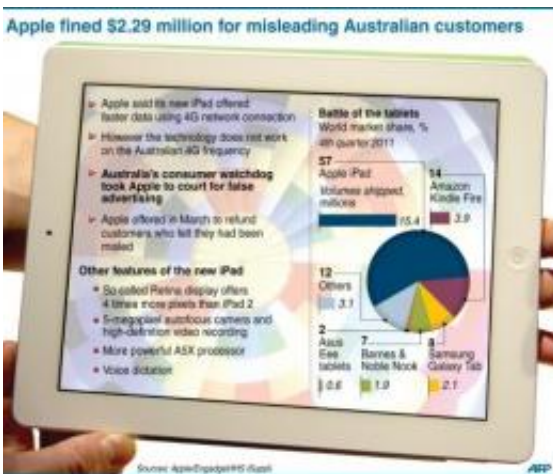 Apple fined $2.29 million for misleading Australian customers
Apple said its new iPad offered
faster data using 4G network connection
However the technology does not work
on the Australian 4G frequency
Australia's consumer watchdog
took Apple to court for false
advertising
Apple offered in March to refund
customers who felt they had been
misled
Other features of the new iPad
So-called Retina display offers
4 times more pixels than iPad 2
5-megapixel autofocus camera and
high-definition video recording
More powerful A5X processor
Voice dictation
Battle of the tablets
World market share, %
4th quarter 2011
57
Apple iPad
Volumes shipped,
millions
15.4
14
Amazon
Kindle Fire
3.9
12
Others
3.1
2
Asus
Eee
tablets
0.6
7
Barnes &
Noble Nook
1.9
8
Samsung
Galaxy Tab
2.1
Sources: Apple/Engadget/IHS iSuppli
AFP